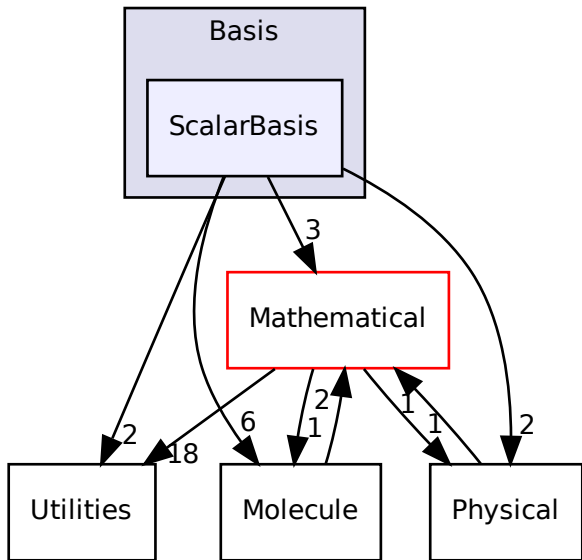 Basis
ScalarBasis
3
Mathematical
2
1
1
2
18
6
1
2
Utilities
Molecule
Physical